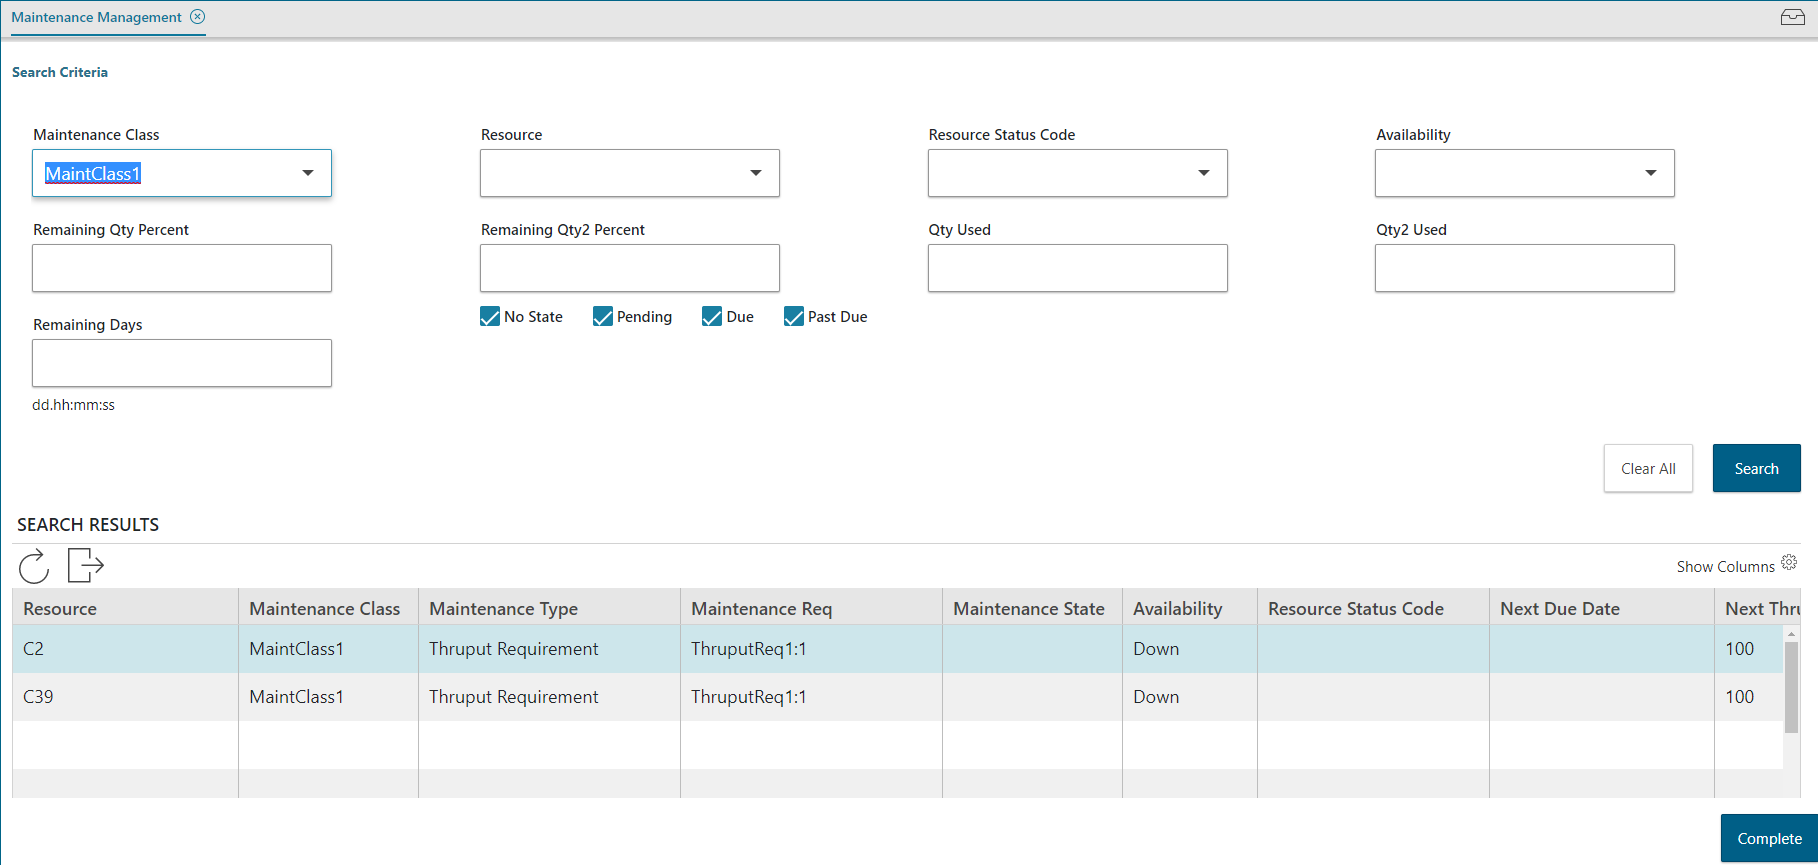 Maintenance Management
Search Criteria
Maintenance Class Resource Resource Status Code Availability
MaintClass1
Remaining Qty Percent Remaining Qty2 Percent Qty Used Qty2 Used
No State Pending Due Past Due
Remaining Days
dd.hh:mm:ss
Clear All Search
SEARCH RESULTS
Show Columns
Resource Maintenance Class Maintenance Type Maintenance Req Maintenance State Availability Resource Status Code Next Due Date Next Thru
C2 MaintClass1 Thruput Requirement ThruputReq1:1 Down 100
C39 MaintClass1 Thruput Requirement ThruputReq1:1 Down 100
Complete